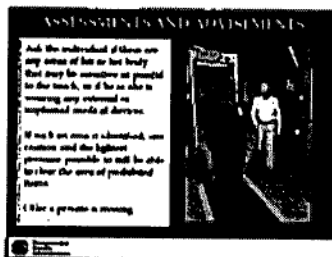 ASSESSMENTS AND ADVISEMENTS
Ask the individual if there are
any areas of his or her body
that may be sensitive or painful
to the touch, or if he or she is
wearing any external or
implanted medical devices.
If such an area is identified, use
caution and the lightest
pressure possible to still be able
to clear the area of prohibited
items.
Offer a private screening